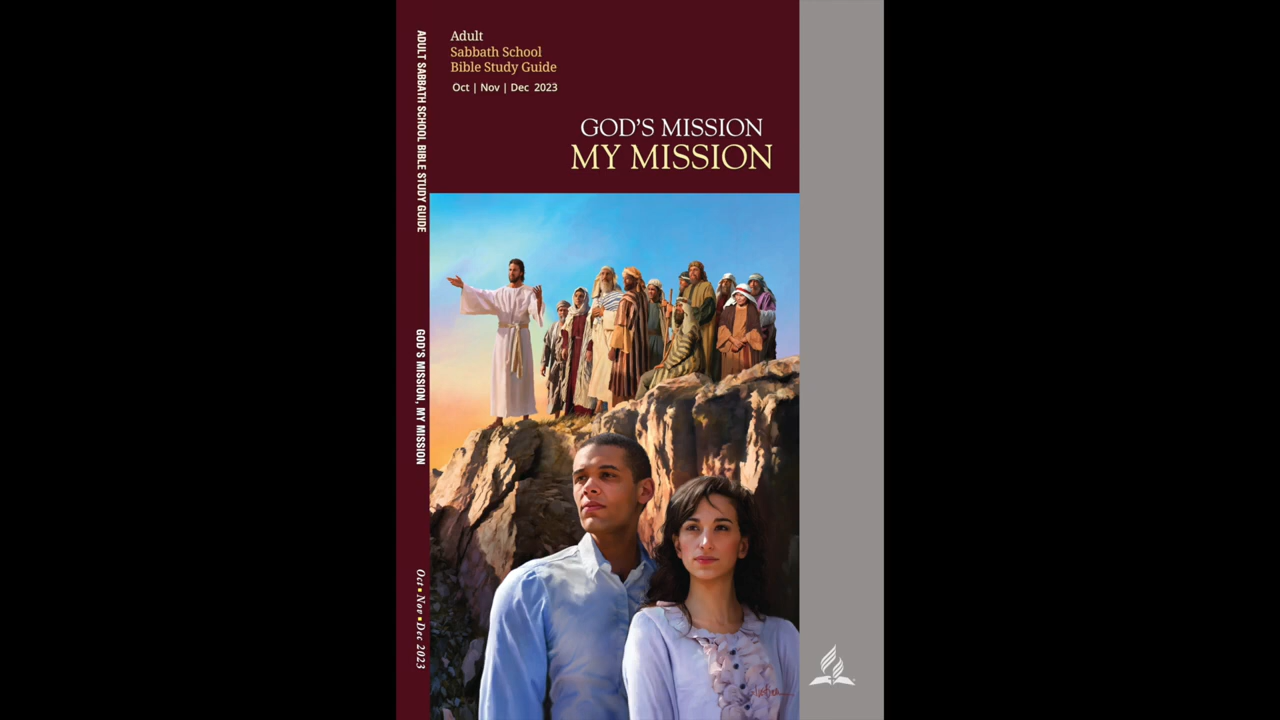 Adult
Sabbath School
Bible Study Guide
Oct | Nov | Dec 2023
GOD'S MISSION
MY MISSION
ADULT SABBATH SCHOOL BIBLE STUDY GUIDE
GOD'S MISSION, MY MISSION
Oct • Nov • Dec 2023